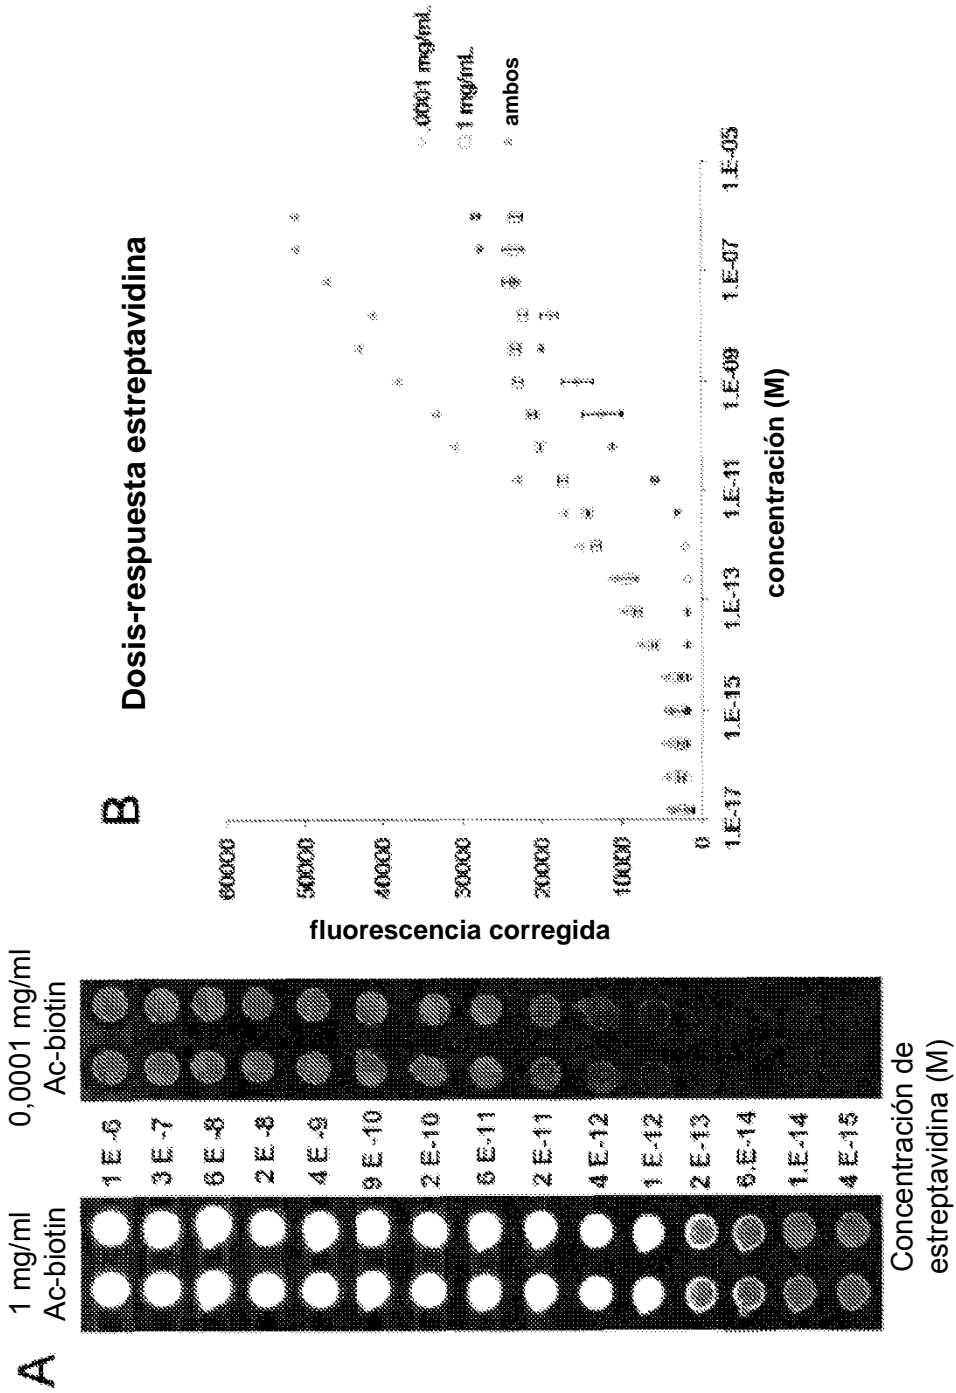 A
1 mg/ml
Ac-biotin
0,0001 mg/ml
Ac-biotin
1 E -6
3 E -7
6 E -8
2 E -8
4 E -9
9 E -10
2 E -10
6 E -11
2 E -11
4 E -12
1 E -12
2 E -13
6.E -14
1.E -14
4 E -15
Concentración de
estreptavidina (M)
B
Dosis-respuesta estreptavidina
fluorescencia corregida
60000
50000
40000
30000
20000
10000
0
1.E-17
1.E-15
1.E-13
1.E-11
1.E-09
1.E-07
1.E-05
concentración (M)
.0001 mg/mL
1 mg/mL
ambos